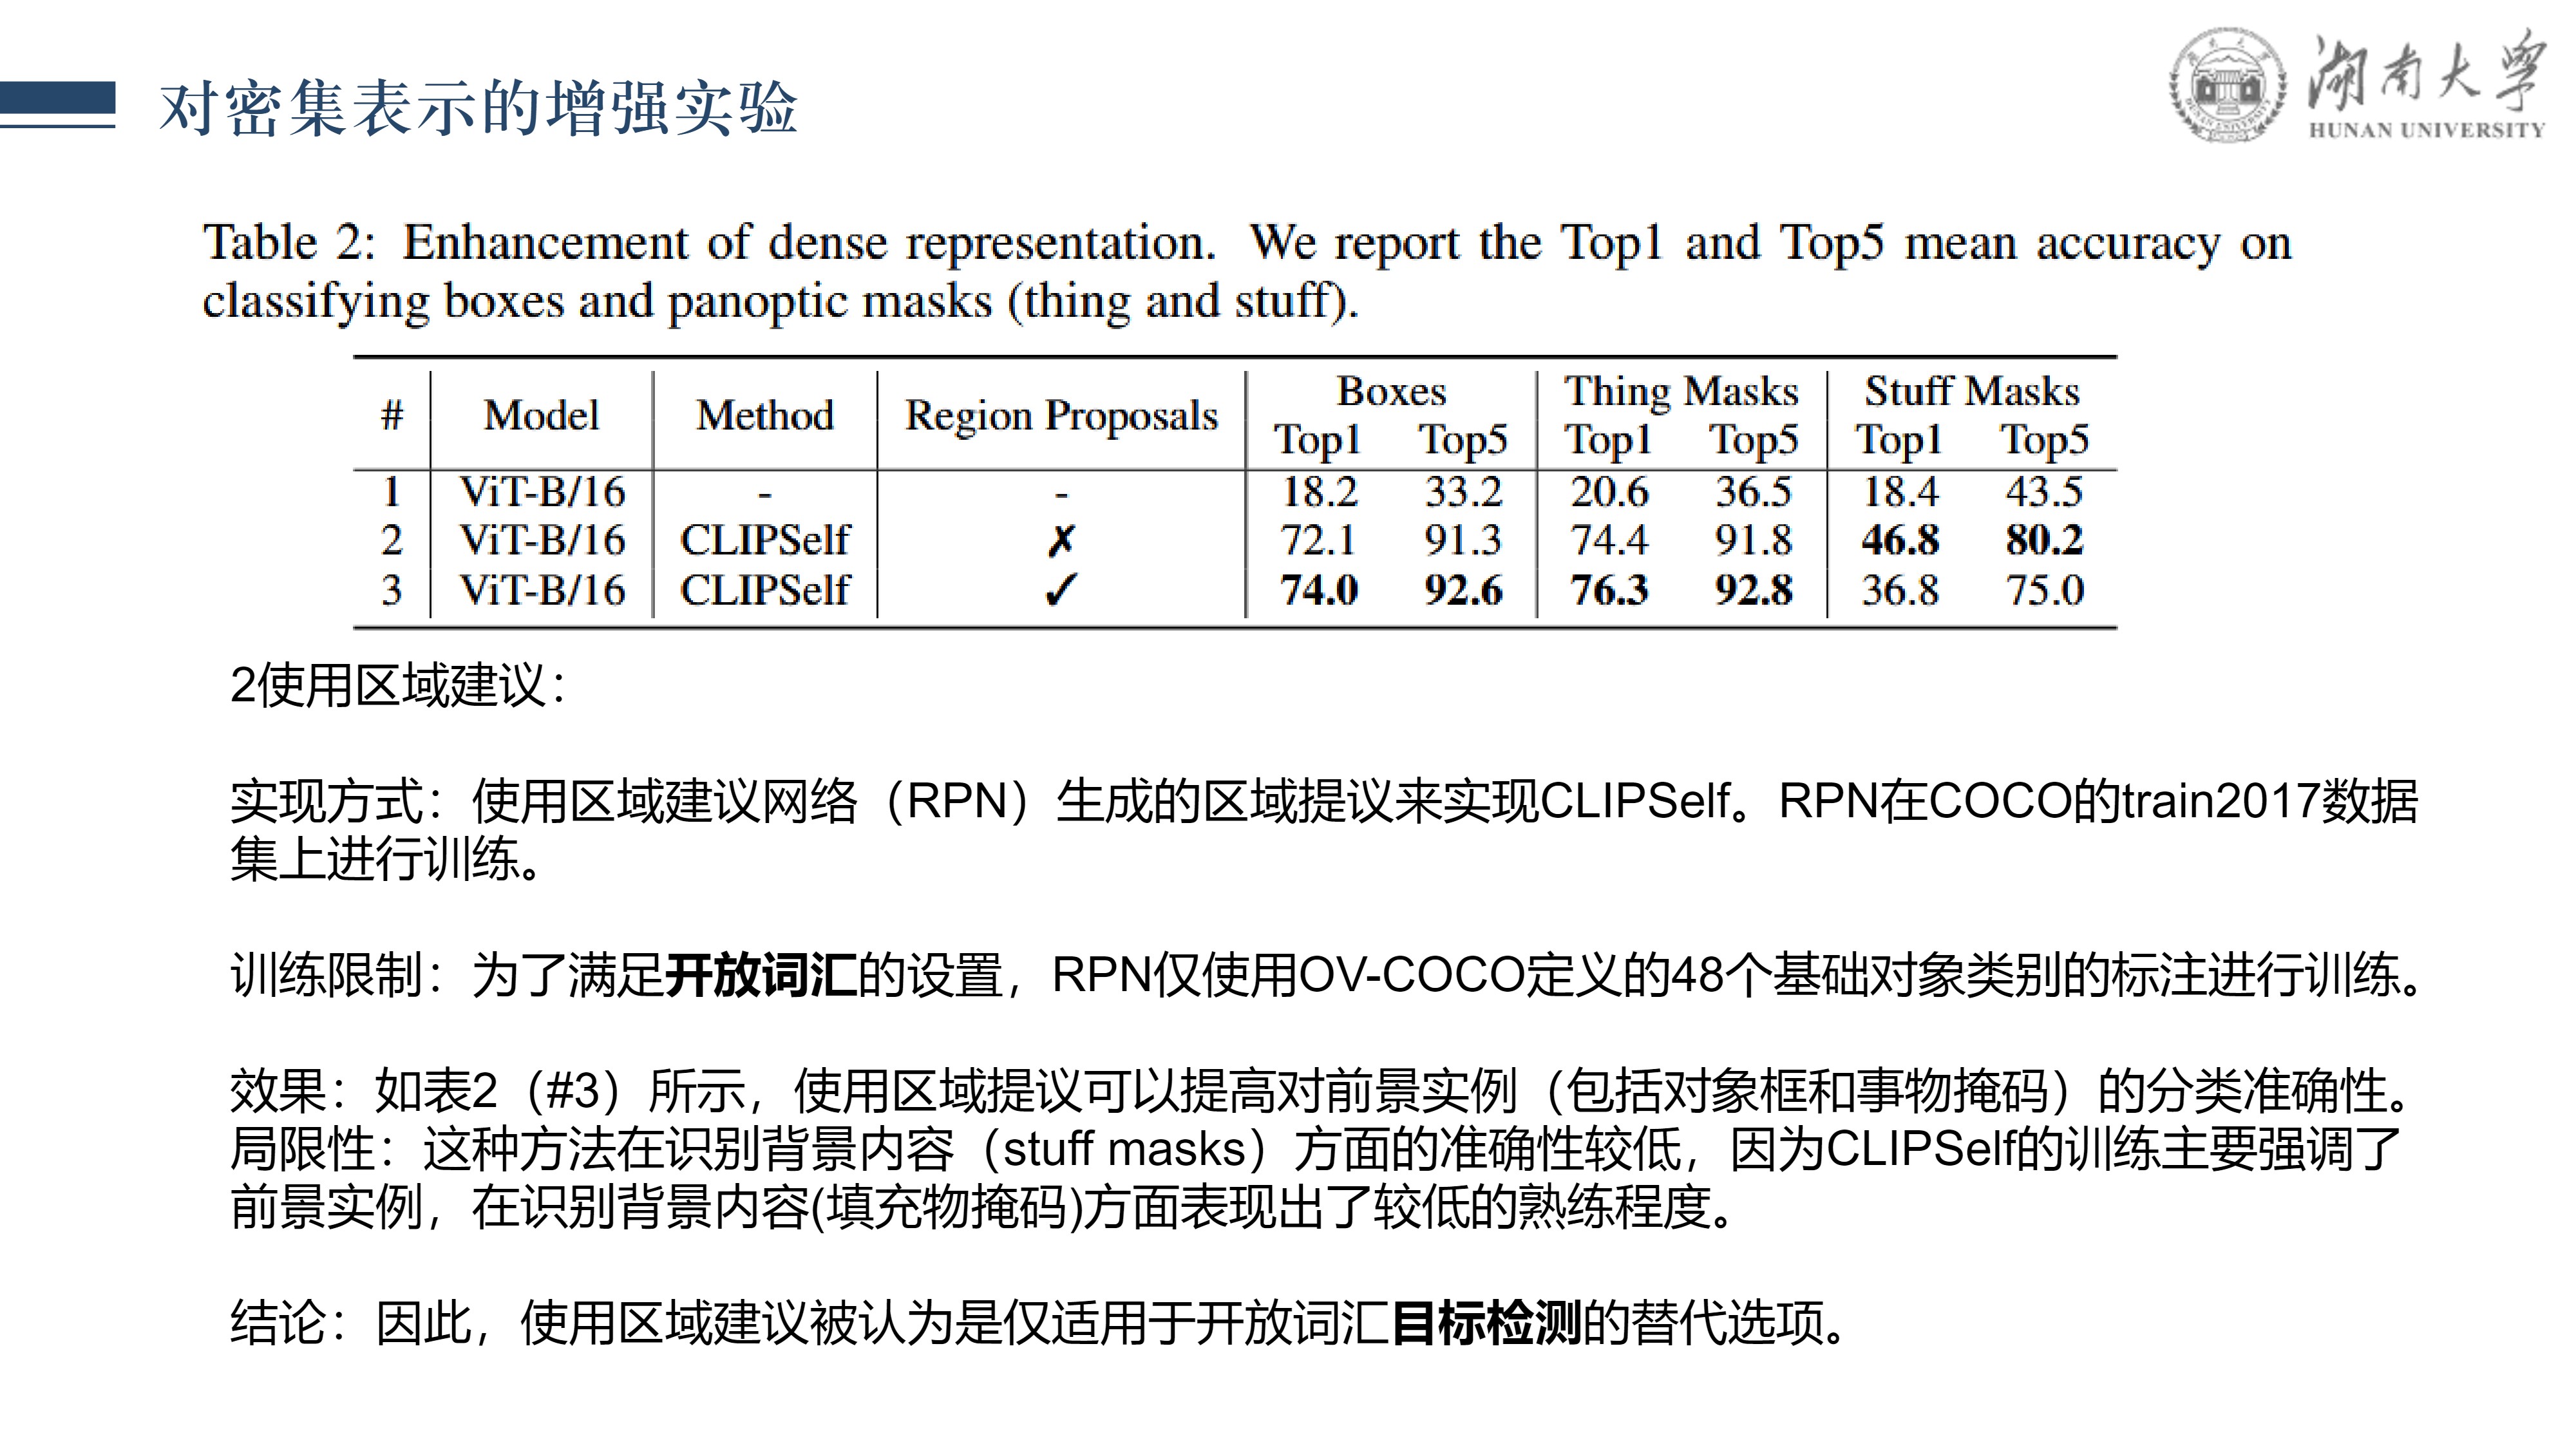 对密集表示的增强实验
湖南大学
HUNAN UNIVERSITY
Table 2: Enhancement of dense representation. We report the Top1 and Top5 mean accuracy on
classifying boxes and panoptic masks (thing and stuff).
# Model Method Region Proposals Boxes Thing Masks Stuff Masks
Top1 Top5 Top1 Top5 Top1 Top5
1 ViT-B/16 - - 18.2 33.2 20.6 36.5 18.4 43.5
2 ViT-B/16 CLIPSelf ✗ 72.1 91.3 74.4 91.8 46.8 80.2
3 ViT-B/16 CLIPSelf ✓ 74.0 92.6 76.3 92.8 36.8 75.0
2使用区域建议：
实现方式：使用区域建议网络（RPN）生成的区域提议来实现CLIPSelf。RPN在COCO的train2017数据
集上进行训练。
训练限制：为了满足开放词汇的设置，RPN仅使用OV-COCO定义的48个基础对象类别的标注进行训练。
效果：如表2（#3）所示，使用区域提议可以提高对前景实例（包括对象框和事物掩码）的分类准确性。
局限性：这种方法在识别背景内容（stuff masks）方面的准确性较低，因为CLIPSelf的训练主要强调了
前景实例，在识别背景内容(填充物掩码)方面表现出了较低的熟练程度。
结论：因此，使用区域建议被认为是仅适用于开放词汇目标检测的替代选项。